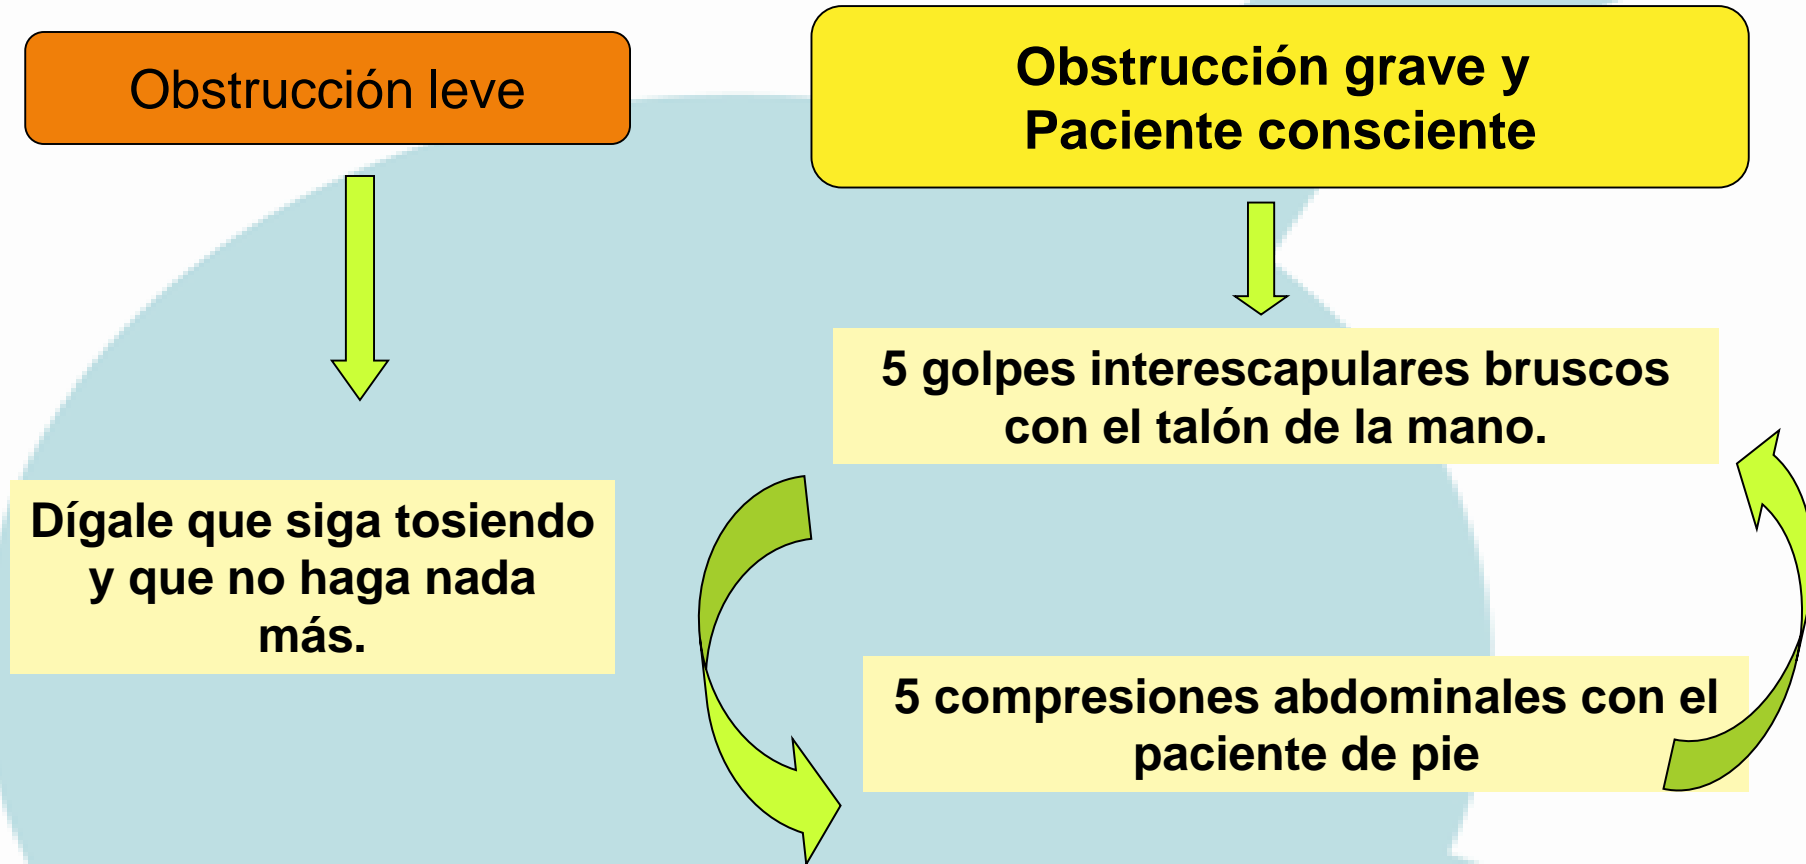 Obstrucción leve
Obstrucción grave y
Paciente consciente
5 golpes interescapulares bruscos
con el talón de la mano.
Dígale que siga tosiendo
y que no haga nada
más.
5 compresiones abdominales con el
paciente de pie